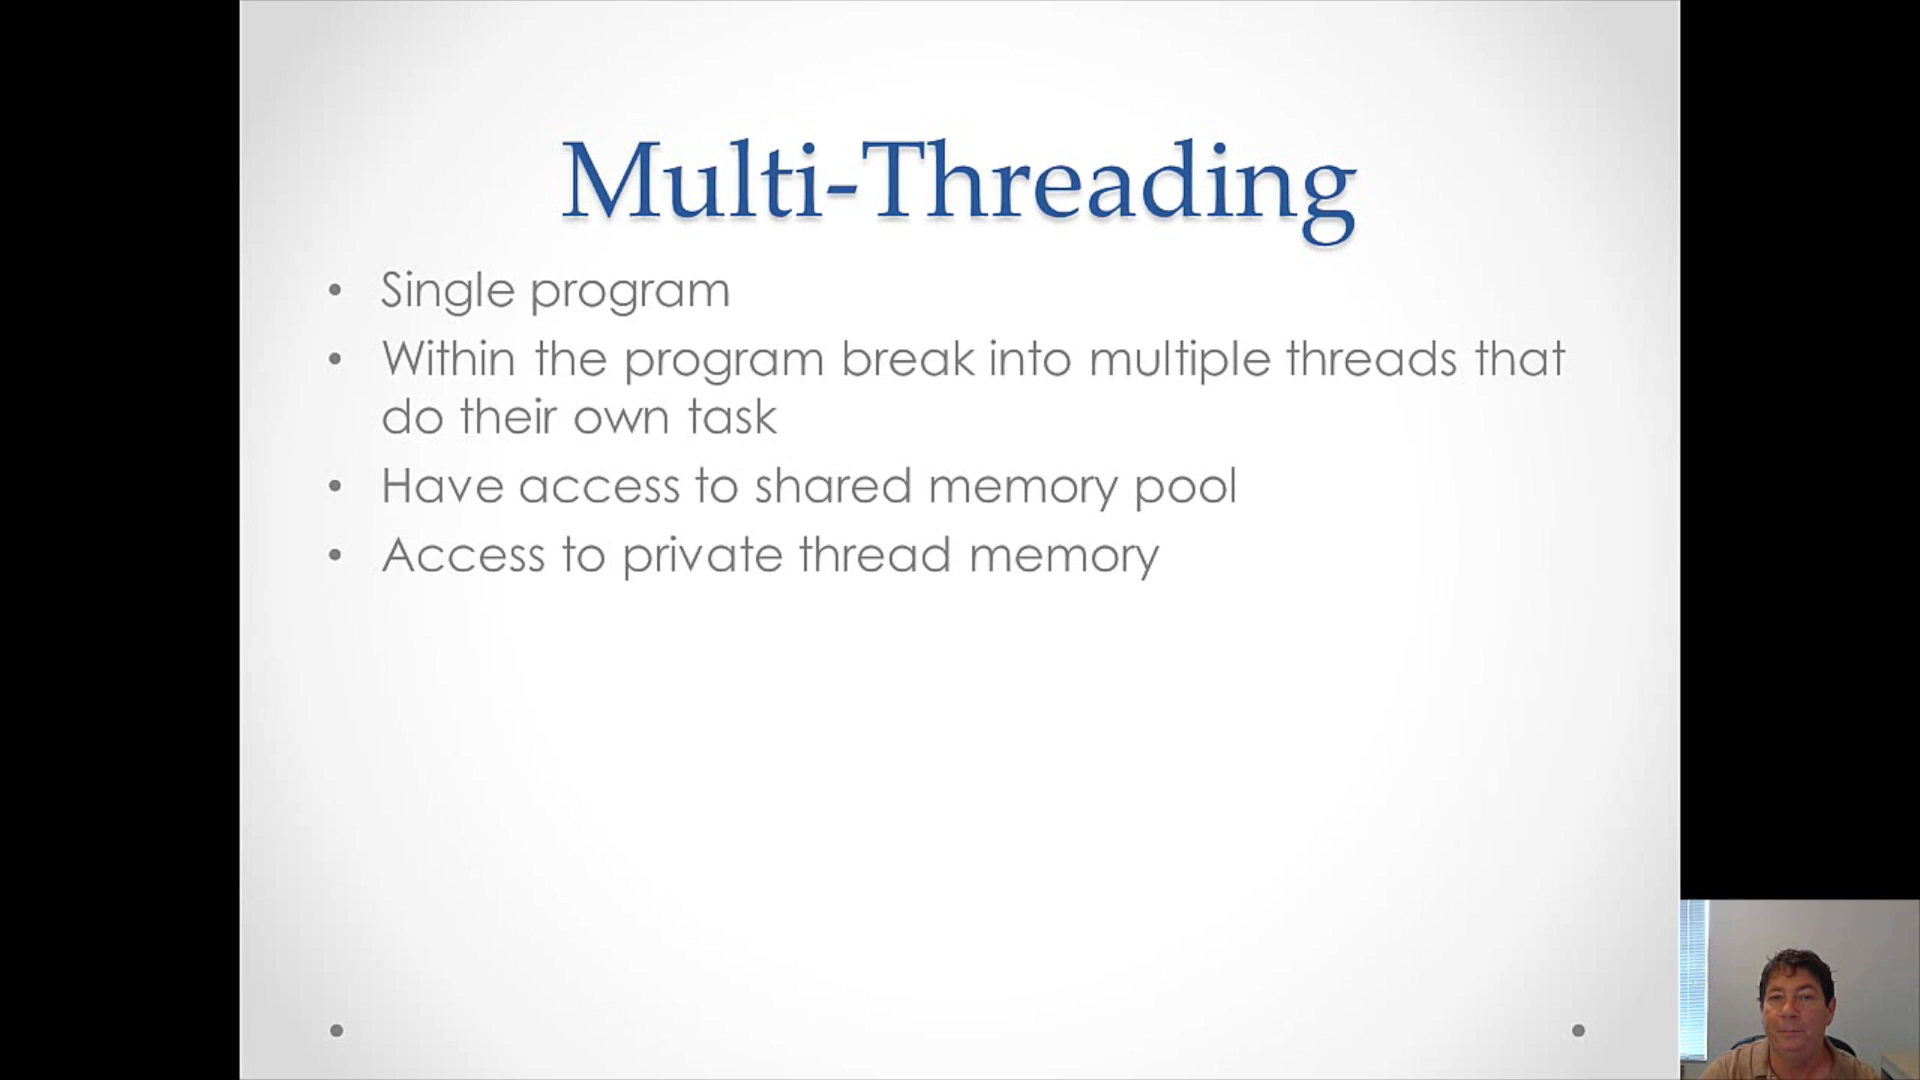 Multi-Threading
• Single program
• Within the program break into multiple threads that
do their own task
• Have access to shared memory pool
• Access to private thread memory